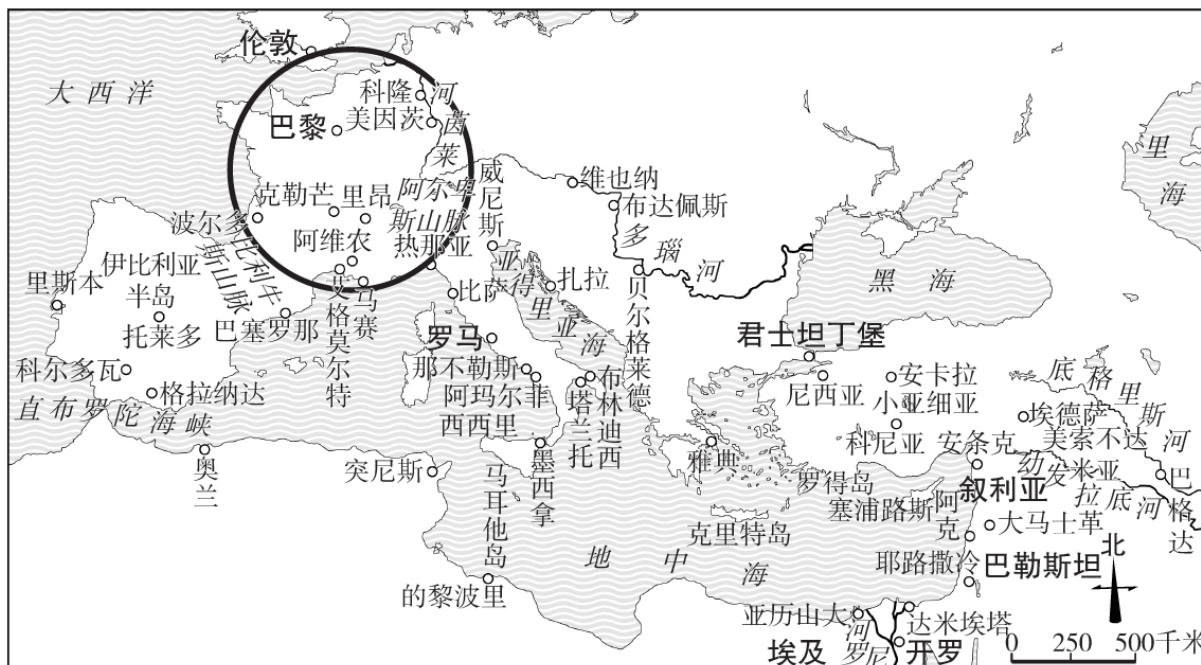 伦敦
大西洋
科隆
美因茨
莱茵河
巴黎
克勒芒
里昂
阿尔卑斯山脉
威尼斯
维也纳
布达佩斯
多瑙河
里海
波尔多
比利牛斯山脉
阿维农
热那亚
亚得里亚海
扎拉
贝尔格莱德
黑海
里斯本
伊比利亚半岛
托莱多
巴塞罗那
艾格莫尔特
马赛
比萨
罗马
君士坦丁堡
科尔多瓦
格拉纳达
那不勒斯
阿玛尔菲
塔兰托
布林迪西
尼西亚
安卡拉
小亚细亚
底格里斯河
埃德萨
直布罗陀海峡
奥兰
西西里
墨西拿
突尼斯
马耳他岛
雅典
科尼亚
安条克
美索不达米亚
幼发拉底河
巴格达
罗得岛
塞浦路斯
叙利亚
阿克
大马士革
克里特岛
地中海
耶路撒冷
巴勒斯坦
北
的黎波里
亚历山大
达米埃塔
埃及
尼罗河
开罗
0 250 500千米